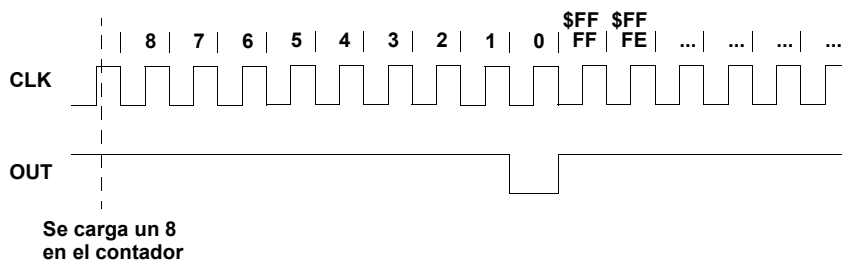 $FF $FF
8 7 6 5 4 3 2 1 0 FF FE ... ... ... ...
CLK
OUT
Se carga un 8
en el contador